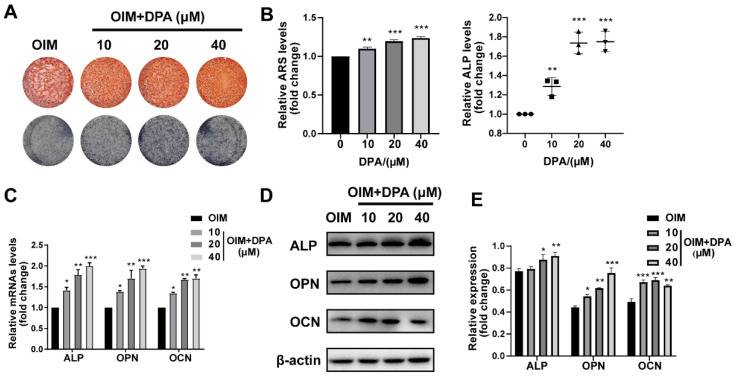 A
OIM+DPA (μM)
OIM 10 20 40
B
Relative ARS levels
(fold change)
1.5
1.0
0.5
0.0
** *** ***
0 10 20 40
DPA/(μM)
Relative ALP levels
(fold change)
2.0
1.8
1.6
1.4
1.2
1.0
** *** ***
0 10 20 40
DPA/(μM)
C
OIM
10
20
40
OIM+DPA
(μM)
Relative mRNAs levels
(fold change)
2.5
2.0
1.5
1.0
0.5
0.0
* ** *** * ** *** * ** **
ALP OPN OCN
D
OIM+DPA (μM)
OIM 10 20 40
ALP
OPN
OCN
β-actin
E
OIM
10
20
40
OIM+DPA
(μM)
Relative expression
(fold change)
1.0
0.8
0.6
0.4
0.2
0.0
* ** * ** *** *** *** **
ALP OPN OCN